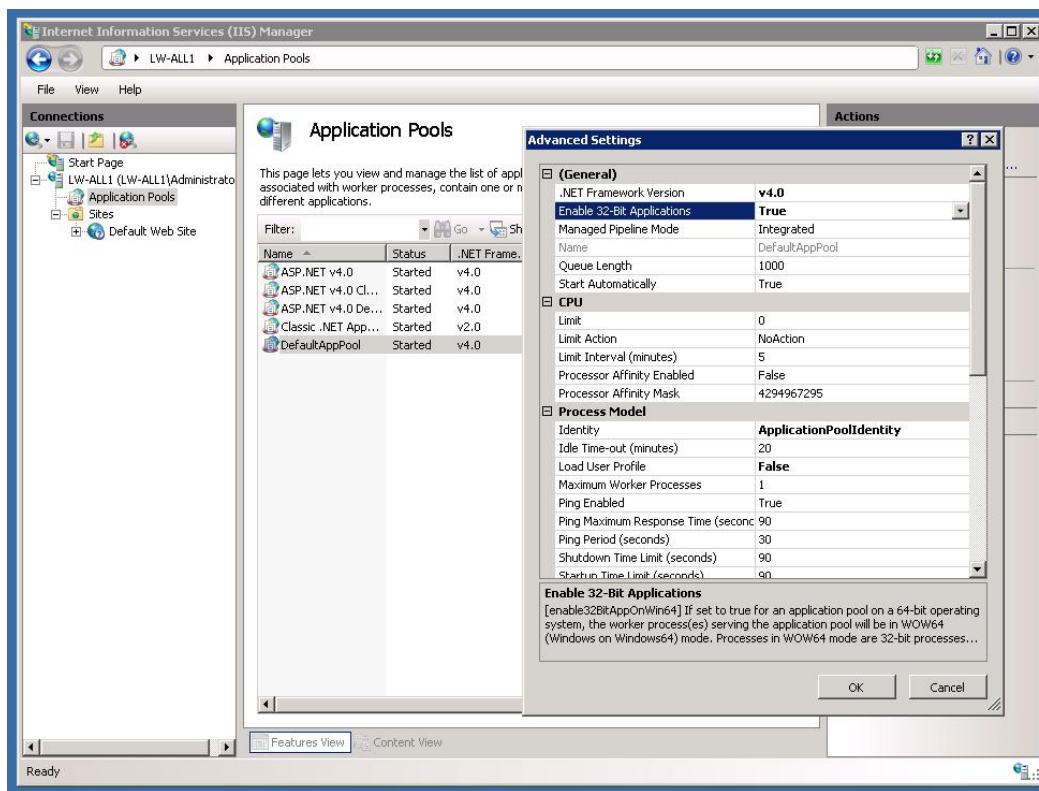 Internet Information Services (IIS) Manager
LW-ALL1 Application Pools
File View Help
Connections
Start Page
LW-ALL1 (LW-ALL1\Administrato
Application Pools
Sites
Default Web Site
Application Pools
This page lets you view and manage the list of appl
associated with worker processes, contain one or n
different applications.
Filter: Go Sh
Name Status .NET Frame.
ASP.NET v4.0 Started v4.0
ASP.NET v4.0 Cl... Started v4.0
ASP.NET v4.0 De... Started v4.0
Classic .NET App... Started v2.0
DefaultAppPool Started v4.0
Features View Content View
Actions
...
Advanced Settings
(General)
.NET Framework Version v4.0
Enable 32-Bit Applications True
Managed Pipeline Mode Integrated
Name DefaultAppPool
Queue Length 1000
Start Automatically True
CPU
Limit 0
Limit Action NoAction
Limit Interval (minutes) 5
Processor Affinity Enabled False
Processor Affinity Mask 4294967295
Process Model
Identity ApplicationPoolIdentity
Idle Time-out (minutes) 20
Load User Profile False
Maximum Worker Processes 1
Ping Enabled True
Ping Maximum Response Time (seconc 90
Ping Period (seconds) 30
Shutdown Time Limit (seconds) 90
Startup Time Limit (seconds) 90
Enable 32-Bit Applications
[enable32BitAppOnWin64] If set to true for an application pool on a 64-bit operating
system, the worker process(es) serving the application pool will be in WOW64
(Windows on Windows64) mode. Processes in WOW64 mode are 32-bit processes...
OK Cancel
Ready